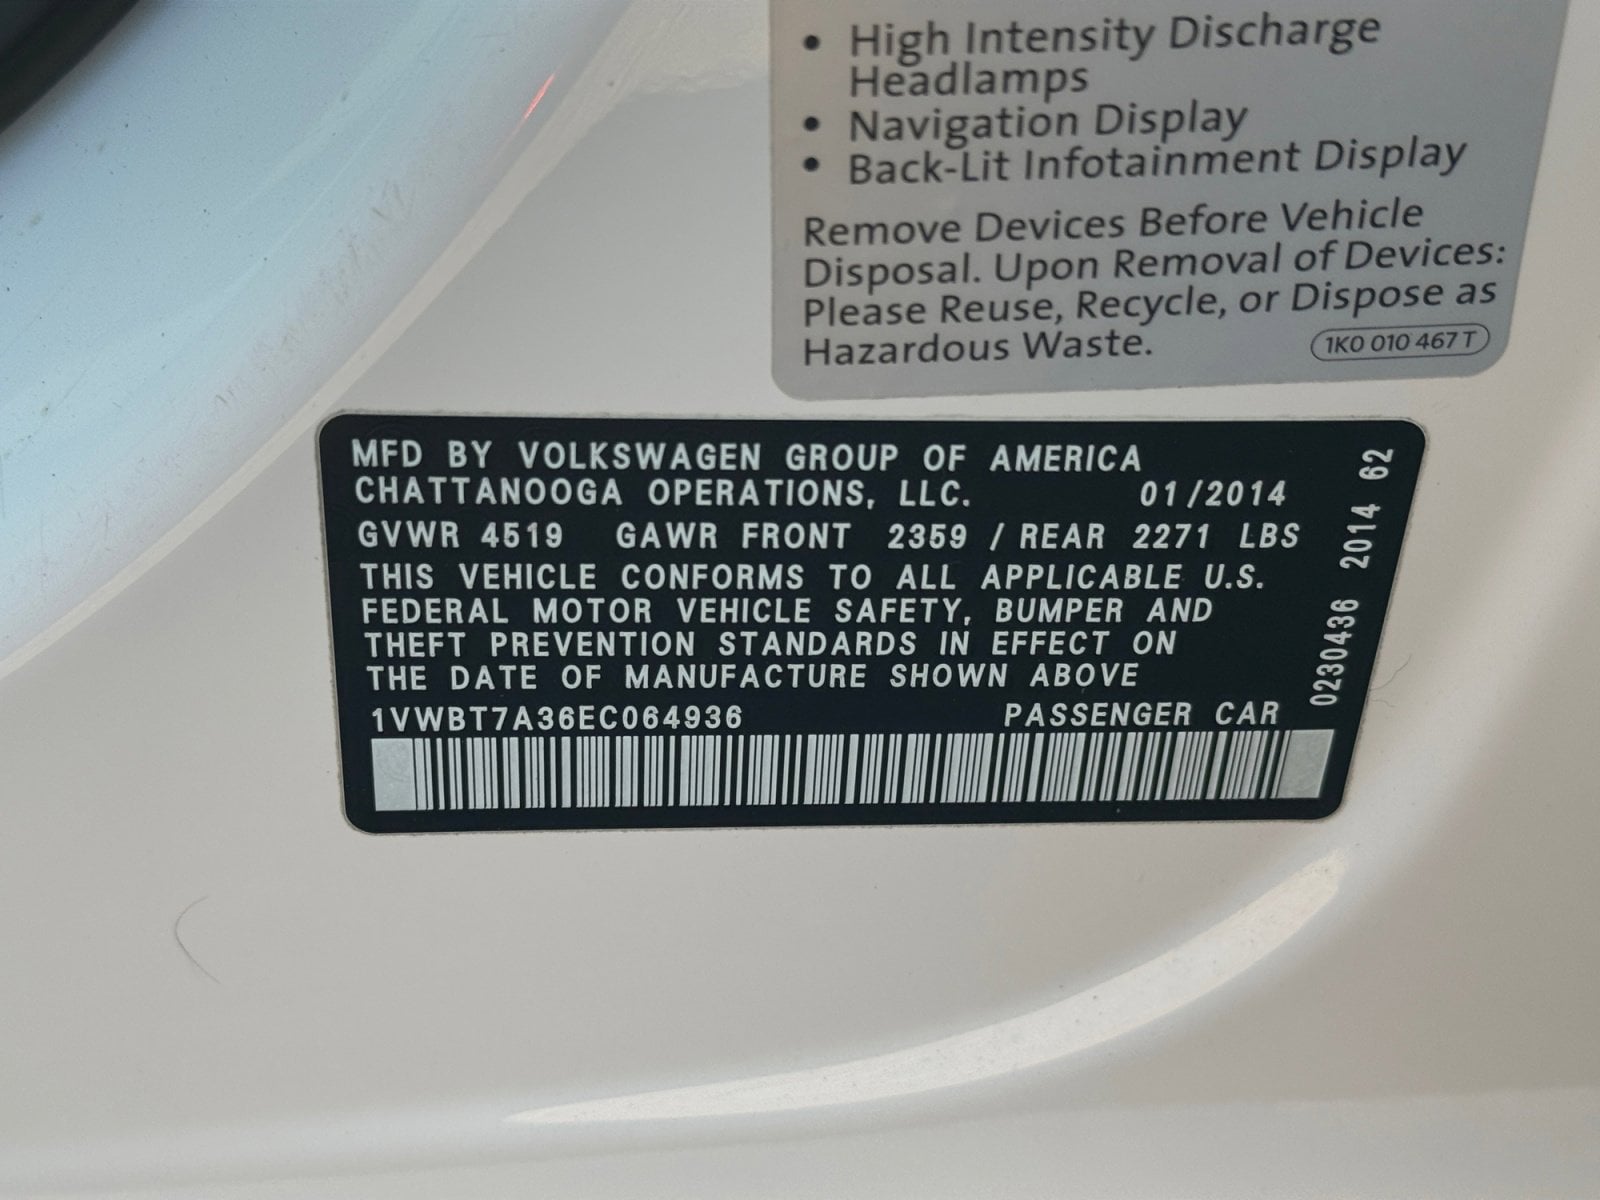 • High Intensity Discharge
Headlamps
• Navigation Display
• Back-Lit Infotainment Display
Remove Devices Before Vehicle
Disposal. Upon Removal of Devices:
Please Reuse, Recycle, or Dispose as
Hazardous Waste.
1K0 010 467 T
MFD BY VOLKSWAGEN GROUP OF AMERICA
CHATTANOOGA OPERATIONS, LLC. 01/2014
GVWR 4519 GAWR FRONT 2359 / REAR 2271 LBS
THIS VEHICLE CONFORMS TO ALL APPLICABLE U.S.
FEDERAL MOTOR VEHICLE SAFETY, BUMPER AND
THEFT PREVENTION STANDARDS IN EFFECT ON
THE DATE OF MANUFACTURE SHOWN ABOVE
1VWBT7A36EC064936 PASSENGER CAR
0230436 2014 62